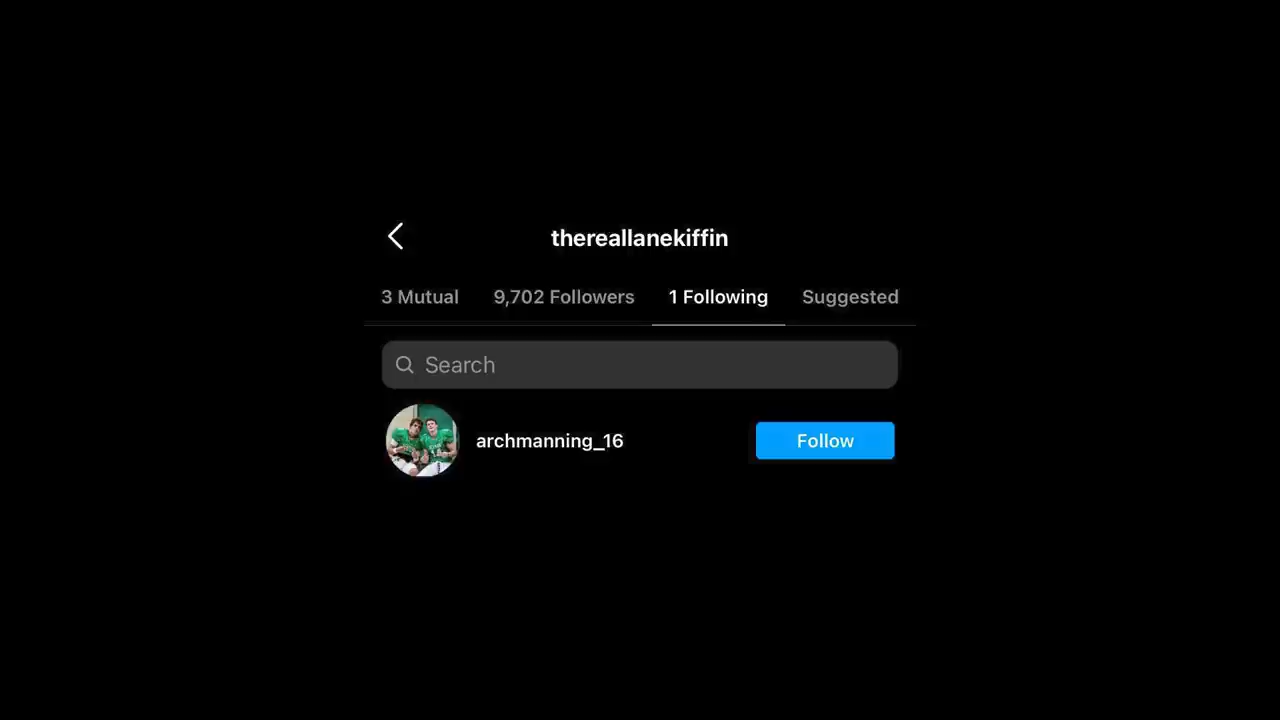 thereallanekiffin
3 Mutual 9,702 Followers 1 Following Suggested
Search
archmanning_16 Follow